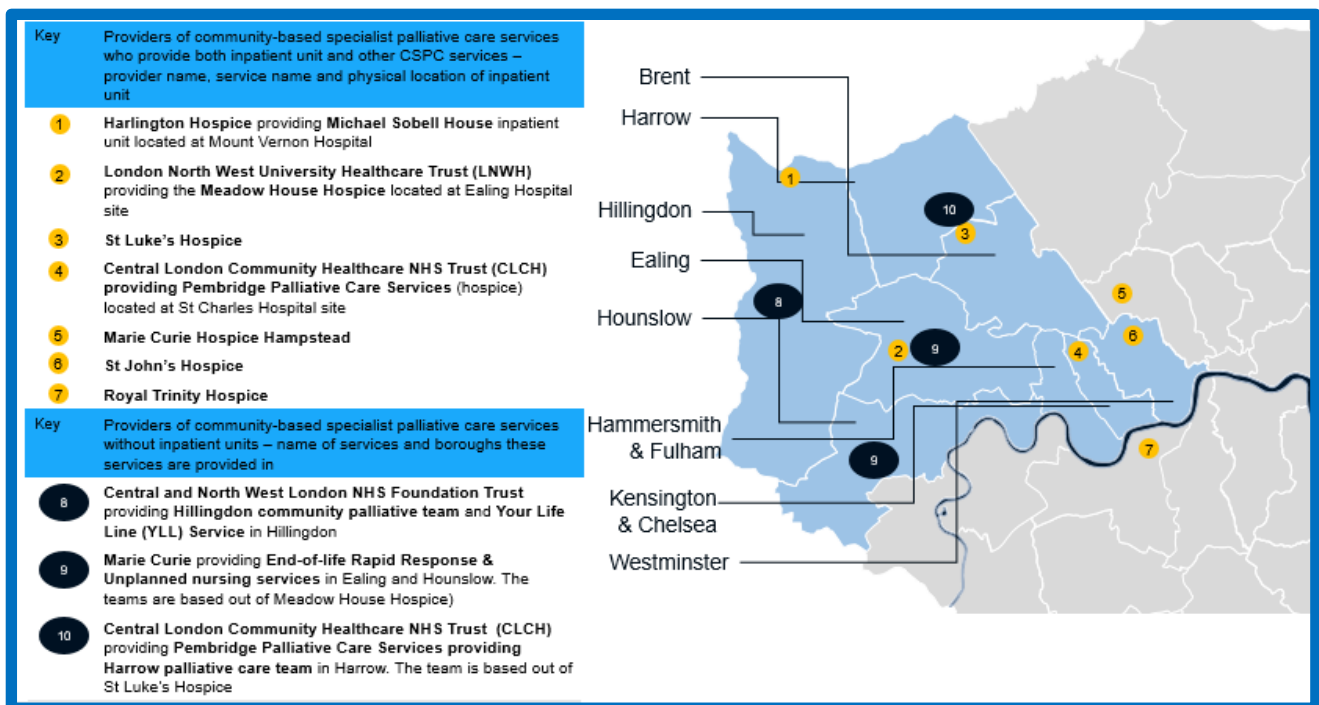 Key Providers of community-based specialist palliative care services
who provide both inpatient unit and other CSPC services –
provider name, service name and physical location of inpatient
unit
1 Harlington Hospice providing Michael Sobell House inpatient
unit located at Mount Vernon Hospital
2 London North West University Healthcare Trust (LNWH)
providing the Meadow House Hospice located at Ealing Hospital
site
3 St Luke's Hospice
4 Central London Community Healthcare NHS Trust (CLCH)
providing Pembridge Palliative Care Services (hospice)
located at St Charles Hospital site
5 Marie Curie Hospice Hampstead
6 St John's Hospice
7 Royal Trinity Hospice
Key Providers of community-based specialist palliative care services
without inpatient units – name of services and boroughs these
services are provided in
8 Central and North West London NHS Foundation Trust
providing Hillingdon community palliative team and Your Life
Line (YLL) Service in Hillingdon
9 Marie Curie providing End-of-life Rapid Response &
Unplanned nursing services in Ealing and Hounslow. The
teams are based out of Meadow House Hospice)
10 Central London Community Healthcare NHS Trust (CLCH)
providing Pembridge Palliative Care Services providing
Harrow palliative care team in Harrow. The team is based out of
St Luke's Hospice
Brent
Harrow
Hillingdon
Ealing
Hounslow
Hammersmith
& Fulham
Kensington
& Chelsea
Westminster
1
10
3
8
5
6
2
9
4
7
9